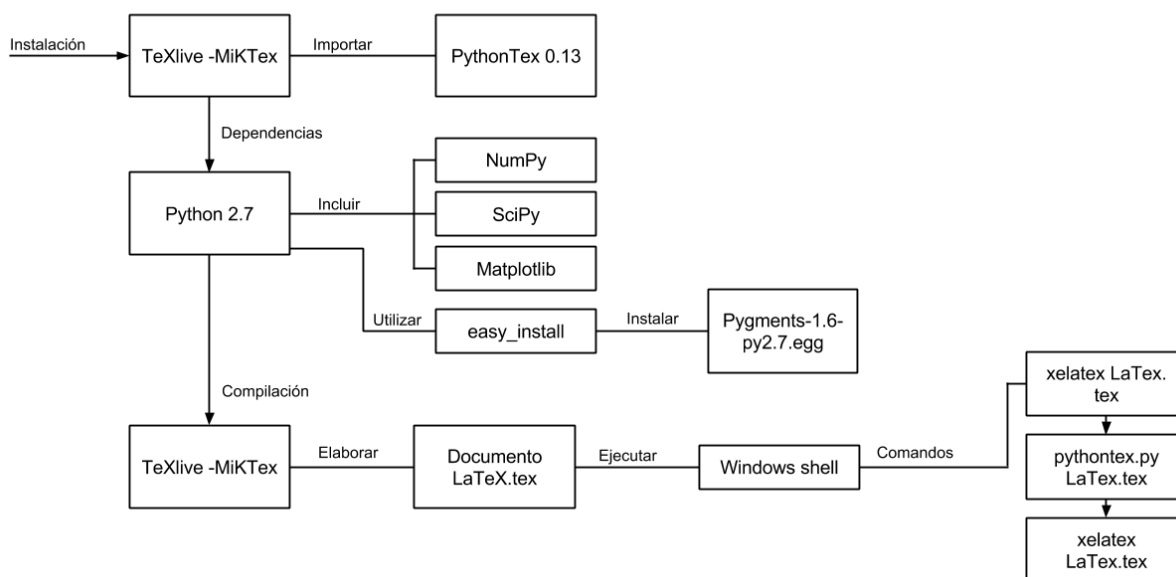 Instalación
TeXlive -MiKTex
Importar
PythonTex 0.13
Dependencias
Python 2.7
Incluir
NumPy
SciPy
Matplotlib
Utilizar
easy_install
Instalar
Pygments-1.6-
py2.7.egg
Compilación
TeXlive -MiKTex
Elaborar
Documento
LaTeX.tex
Ejecutar
Windows shell
Comandos
xelatex LaTex.
tex
pythontex.py
LaTex.tex
xelatex
LaTex.tex